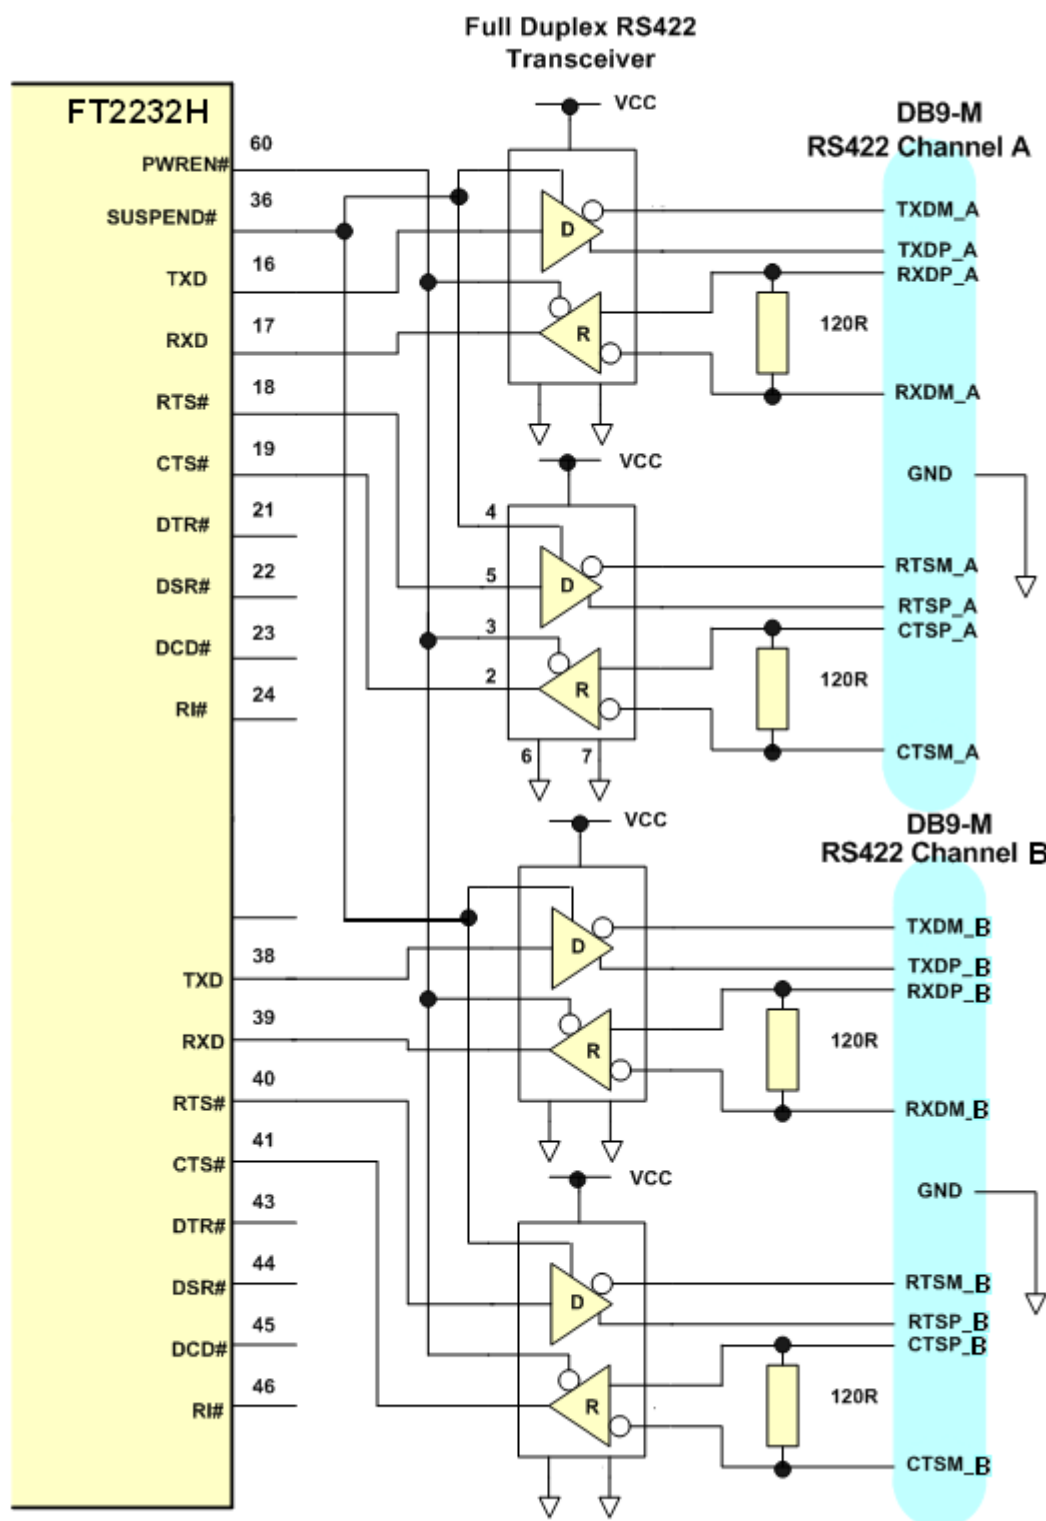 Full Duplex RS422
Transceiver
VCC
DB9-M
RS422 Channel A
FT2232H
60
PWREN#
36
SUSPEND#
16
TXD
17
RXD
18
RTS#
19
CTS#
21
DTR#
22
DSR#
23
DCD#
24
RI#
D
R
TXDM_A
TXDP_A
RXDP_A
120R
RXDM_A
VCC
GND
4
5
3
2
6
7
D
R
RTSM_A
RTSP_A
CTSP_A
120R
CTSM_A
VCC
DB9-M
RS422 Channel B
38
TXD
39
RXD
40
RTS#
41
CTS#
43
DTR#
44
DSR#
45
DCD#
46
RI#
D
R
TXDM_B
TXDP_B
RXDP_B
120R
RXDM_B
VCC
GND
D
R
RTSM_B
RTSP_B
CTSP_B
120R
CTSM_B